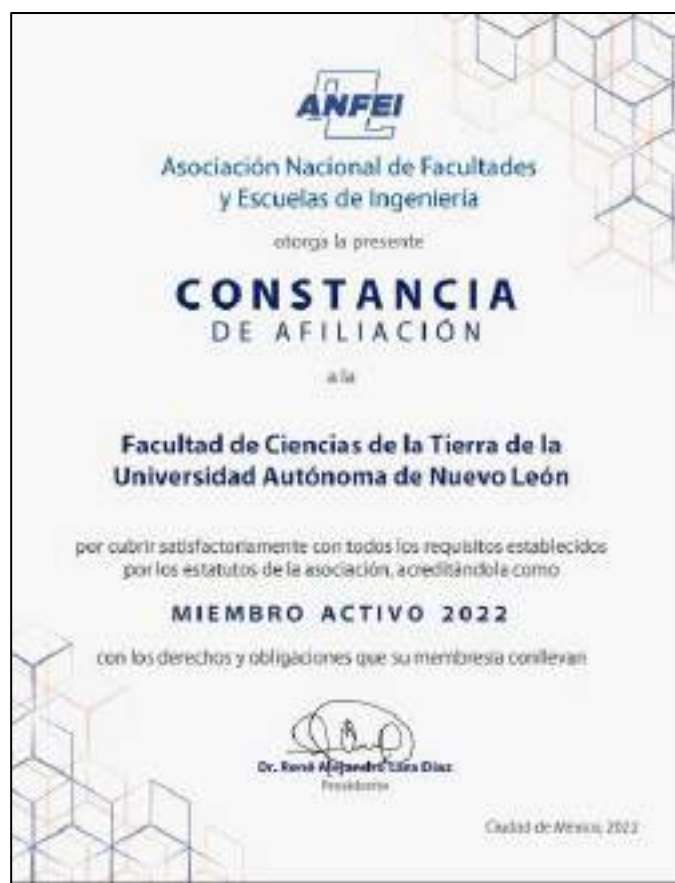 ANFEI
Asociación Nacional de Facultades
y Escuelas de Ingeniería
otorga la presente
CONSTANCIA
DE AFILIACIÓN
a la
Facultad de Ciencias de la Tierra de la
Universidad Autónoma de Nuevo León
por cubrir satisfactoriamente con todos los requisitos establecidos
por los estatutos de la asociación, acreditándola como
MIEMBRO ACTIVO 2022
con los derechos y obligaciones que su membresía conllevan
Dr. René Alejandro Lara Díaz
Presidente
Ciudad de México, 2022